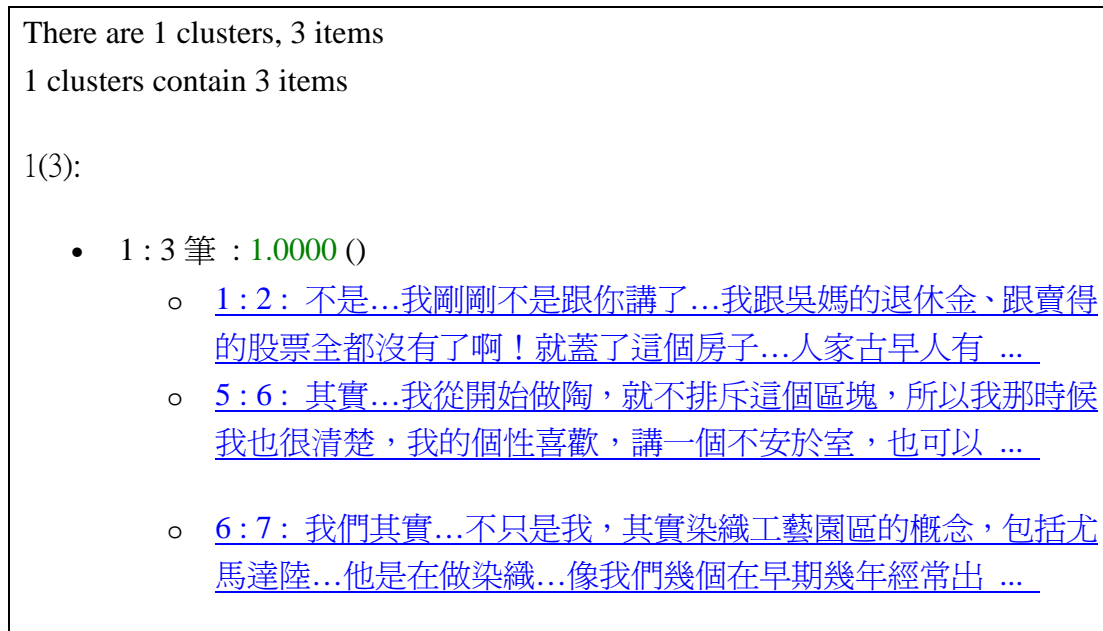 There are 1 clusters, 3 items
1 clusters contain 3 items
1(3):
• 1 : 3 筆 : 1.0000 ()
o 1 : 2 : 不是…我剛剛不是跟你講了…我跟吳媽的退休金、跟賣得
的股票全都沒有了啊！就蓋了這個房子…人家古早人有 ...
o 5 : 6 : 其實…我從開始做陶，就不排斥這個區塊，所以我那時候
我也很清楚，我的個性喜歡，講一個不安於室，也可以 ...
o 6 : 7 : 我們其實…不只是我，其實染織工藝園區的概念，包括尤
馬達陸…他是在做染織…像我們幾個在早期幾年經常出 ...